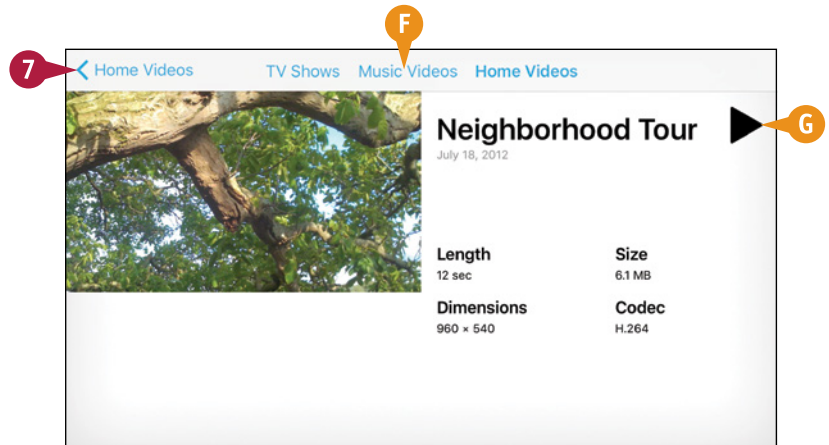 F
7 Home Videos TV Shows Music Videos Home Videos
Neighborhood Tour
G
July 18, 2012
Length Size
12 sec 6.1 MB
Dimensions Codec
960 × 540 H.264